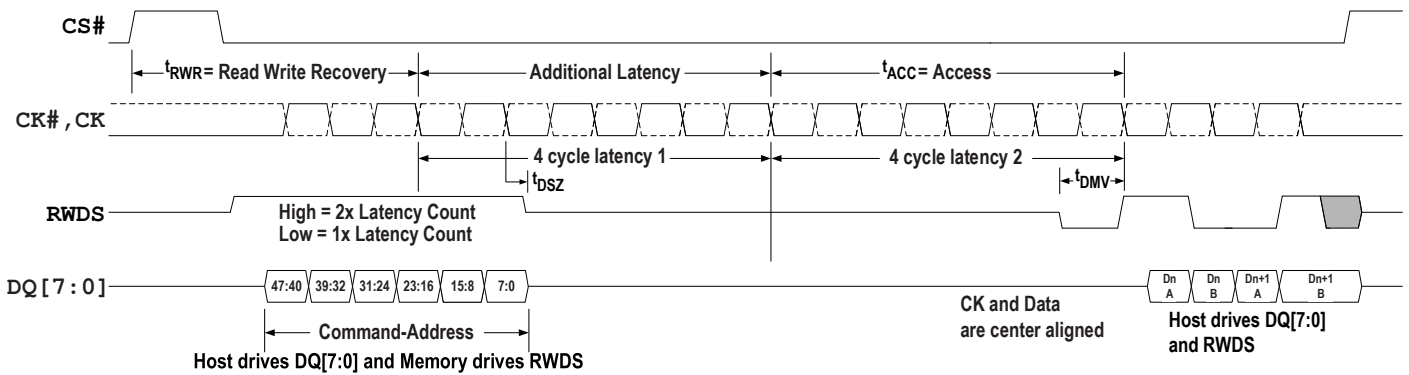 CS#
tRWR= Read Write Recovery
Additional Latency
tACC= Access
CK#,CK
4 cycle latency 1
4 cycle latency 2
tDSZ
tDMV
RWDS
High = 2x Latency Count
Low = 1x Latency Count
DQ[7:0]
47:40 39:32 31:24 23:16 15:8 7:0
Dn A
Dn B
Dn+1 A
Dn+1 B
CK and Data
are center aligned
Command-Address
Host drives DQ[7:0]
and RWDS
Host drives DQ[7:0] and Memory drives RWDS